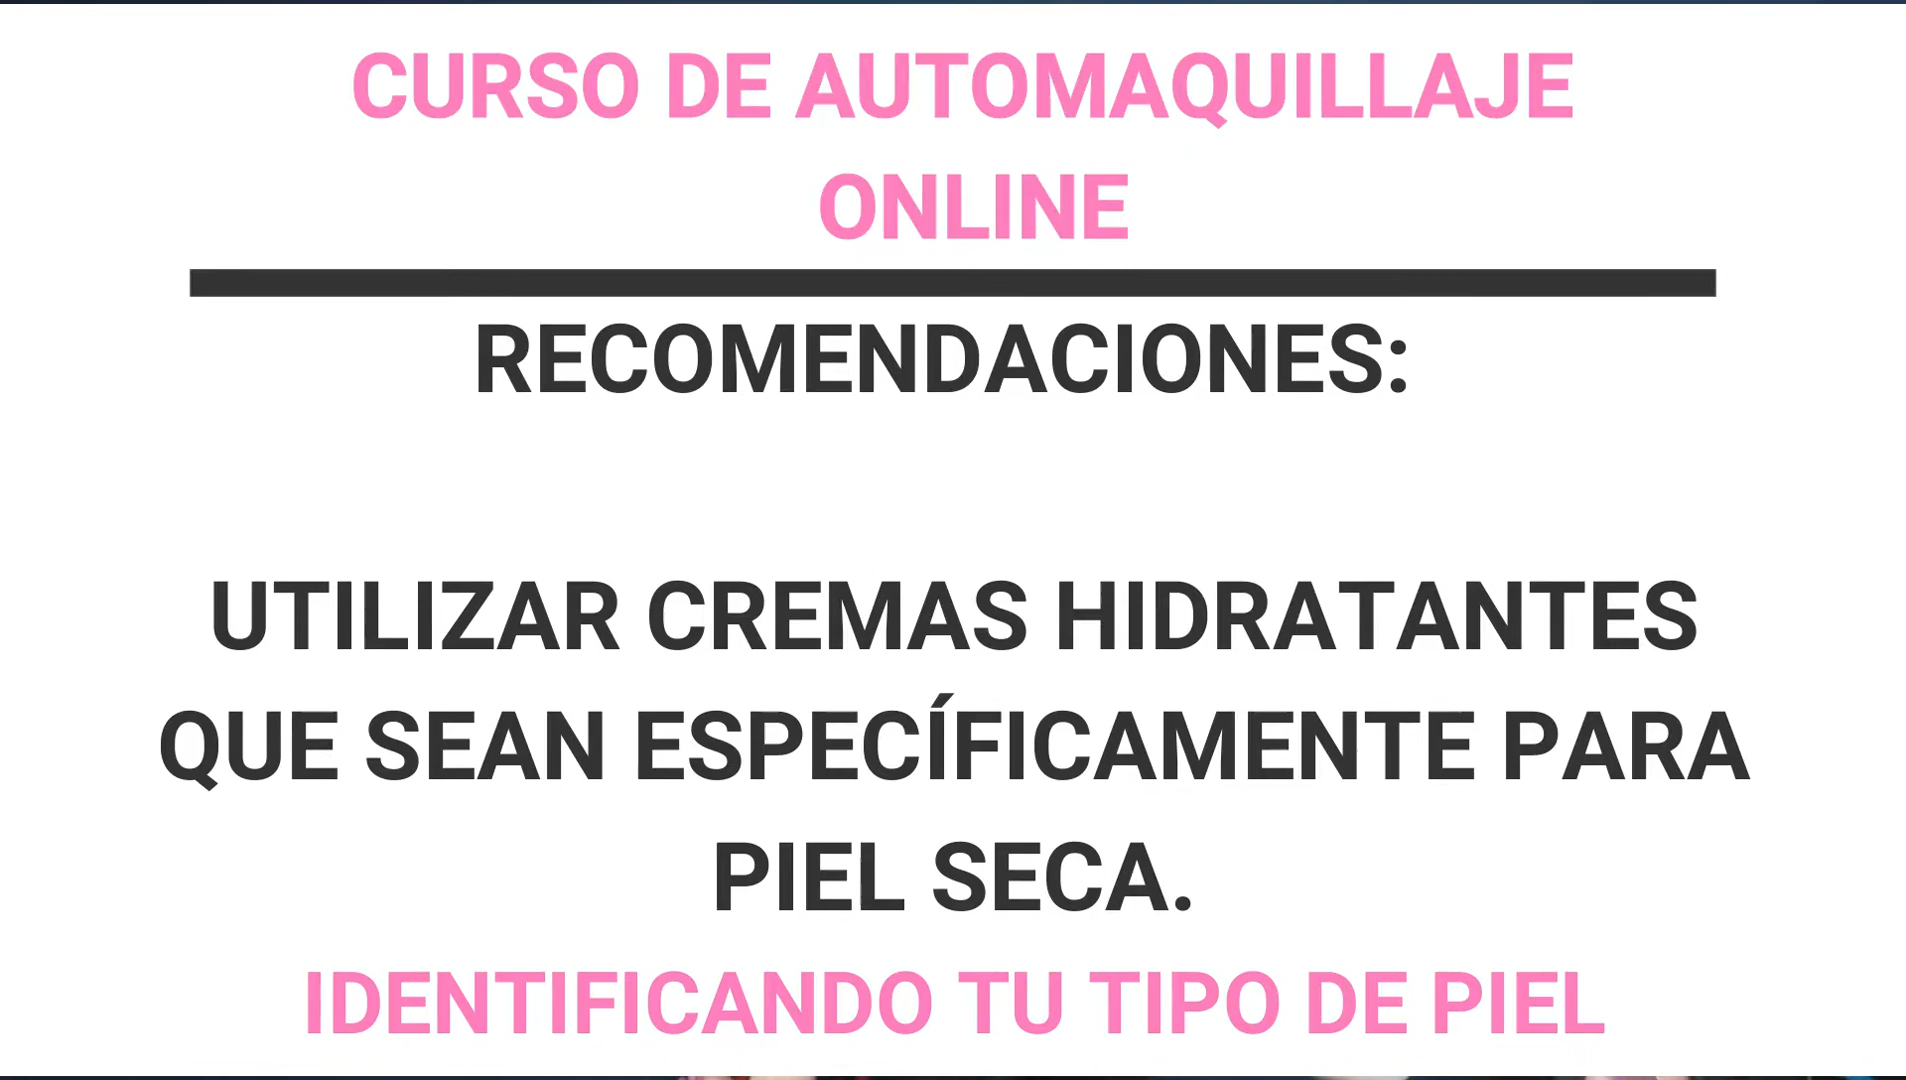 CURSO DE AUTOMAQUILLAJE
ONLINE
RECOMENDACIONES:
UTILIZAR CREMAS HIDRATANTES
QUE SEAN ESPECÍFICAMENTE PARA
PIEL SECA.
IDENTIFICANDO TU TIPO DE PIEL